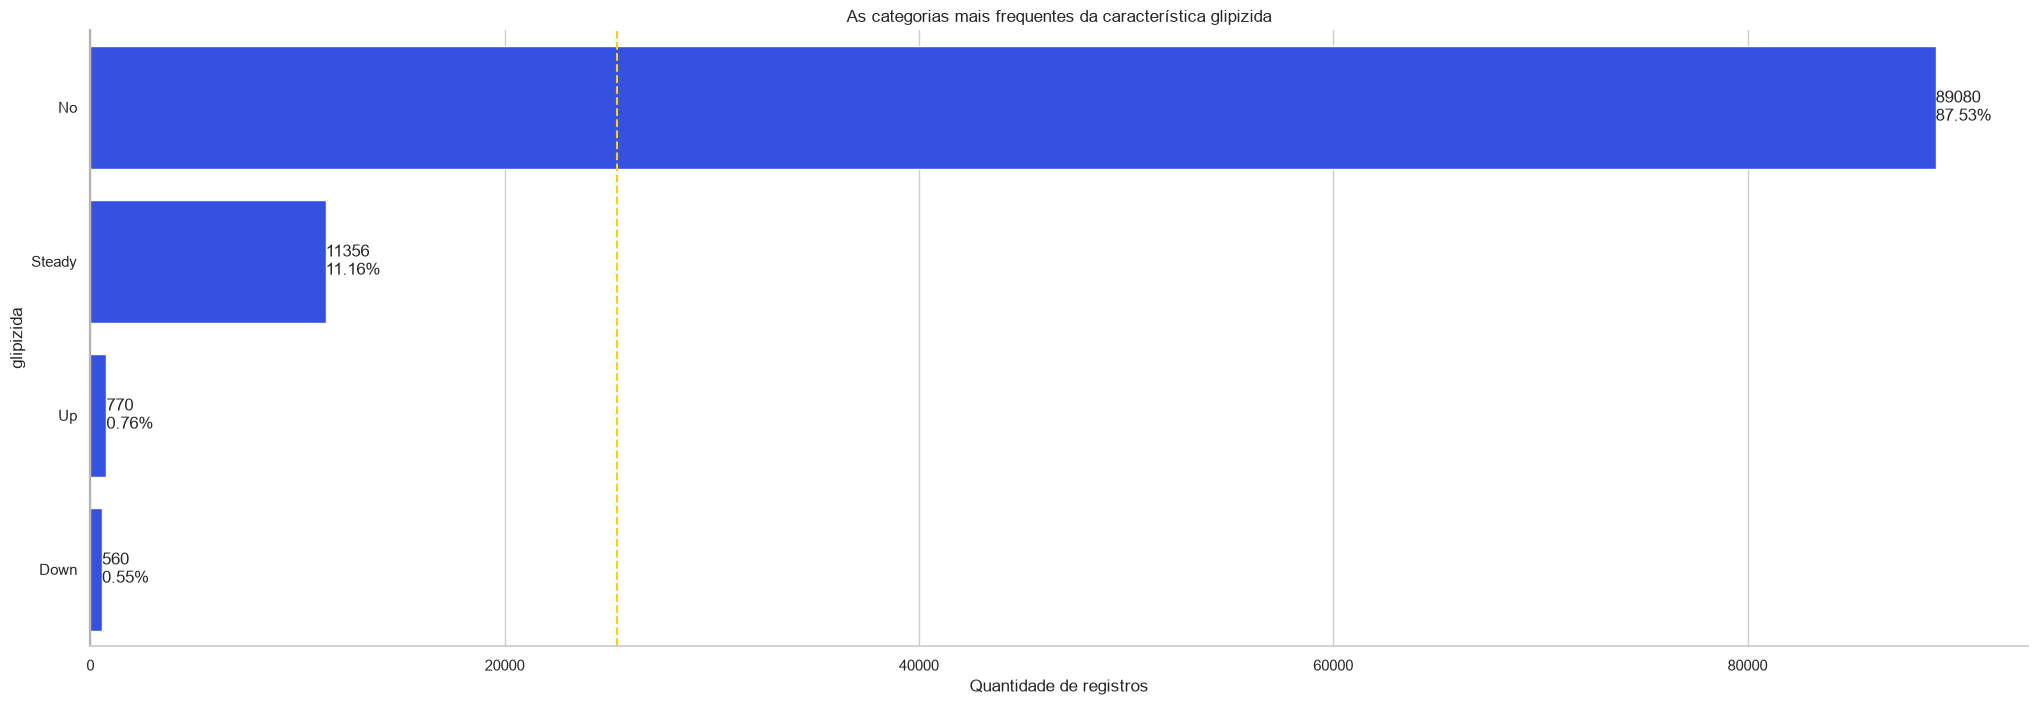 As categorias mais frequentes da característica glipizida
No
89080
87.53%
Steady
11356
11.16%
glipizida
Up
770
0.76%
Down
560
0.55%
0
20000
40000
60000
80000
Quantidade de registros